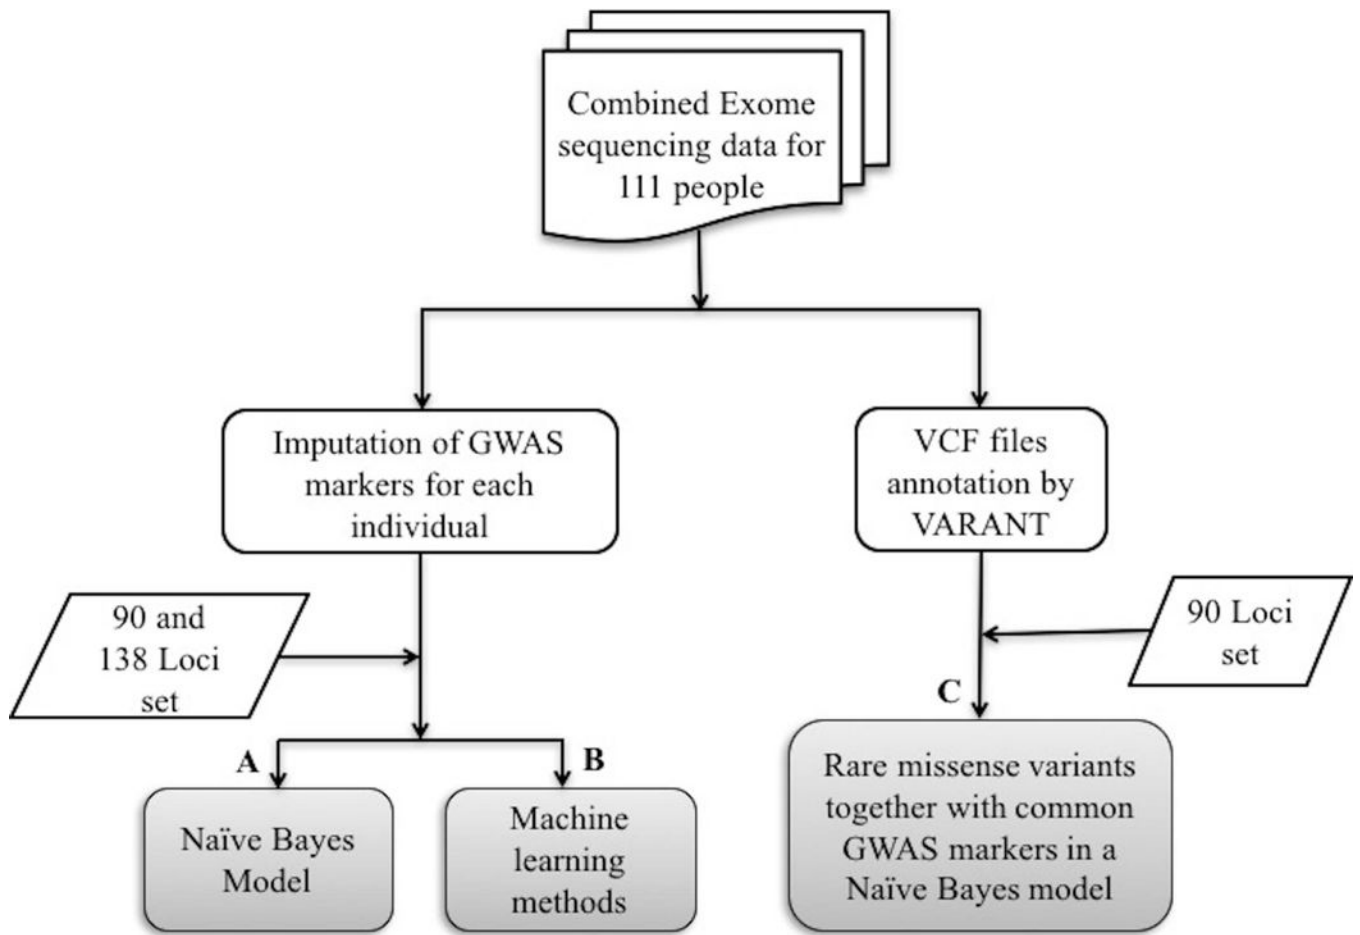 Combined Exome
sequencing data for
111 people
Imputation of GWAS
markers for each
individual
VCF files
annotation by
VARANT
90 and
138 Loci
set
90 Loci
set
C
A
B
Naïve Bayes
Model
Machine
learning
methods
Rare missense variants
together with common
GWAS markers in a
Naïve Bayes model